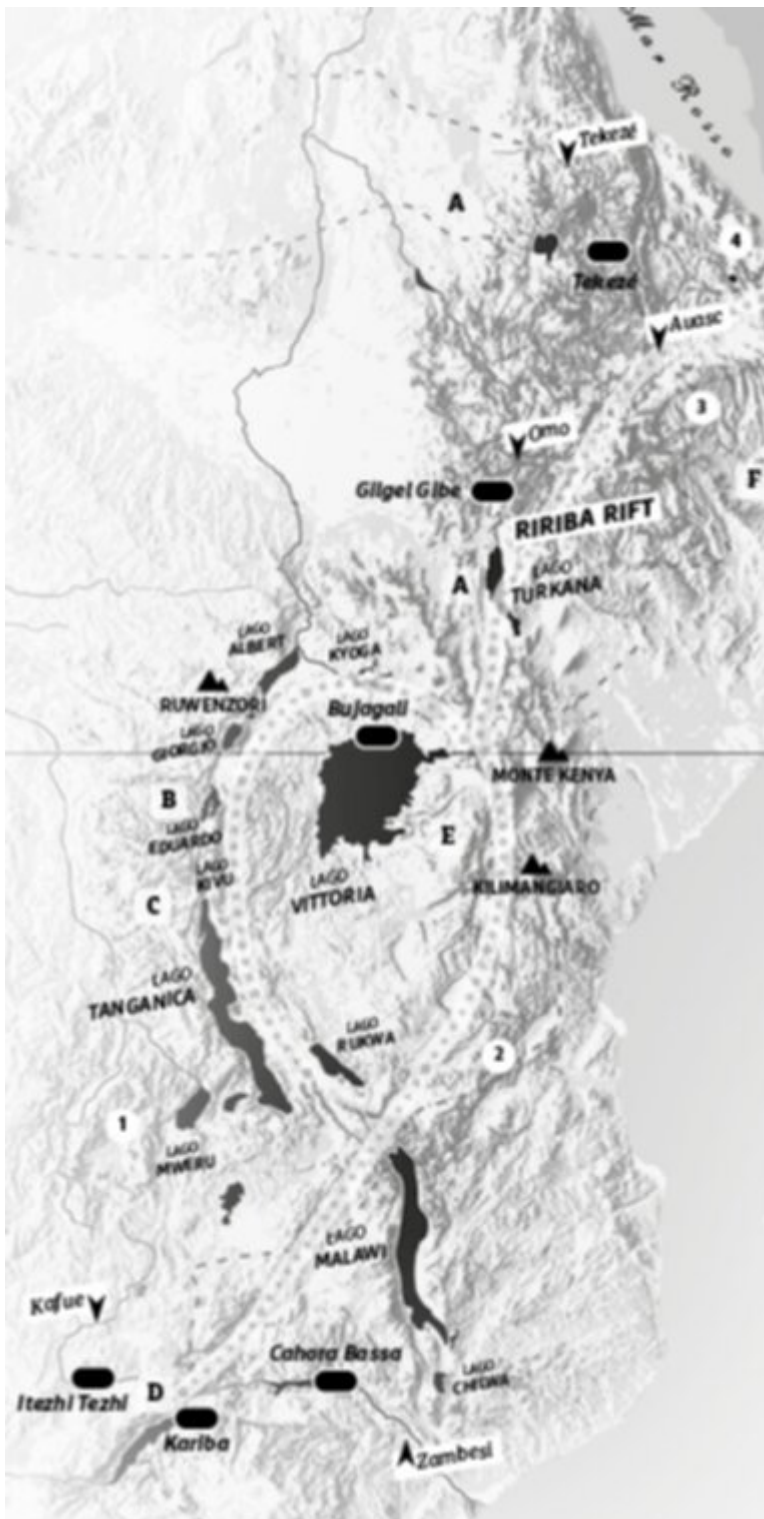 Mar Rosso
Tekezé
A
4
Tekezé
Auasc
3
Omo
F
Gilgel Gibe
RIRIBA RIFT
LAGO
TURKANA
A
LAGO
ALBERT
LAGO
KYOGA
RUWENZORI
Bujagali
LAGO
GIORGIO
MONTE KENYA
B
LAGO
EDUARDO
E
LAGO
KIVU
KILIMANGIARO
LAGO
VITTORIA
C
LAGO
TANGANICA
LAGO
RUKWA
2
1
LAGO
MWERU
LAGO
MALAWI
Kafue
Cahora Bassa
LAGO
CHILWA
Itezhi Tezhi
D
Kariba
Zambesi